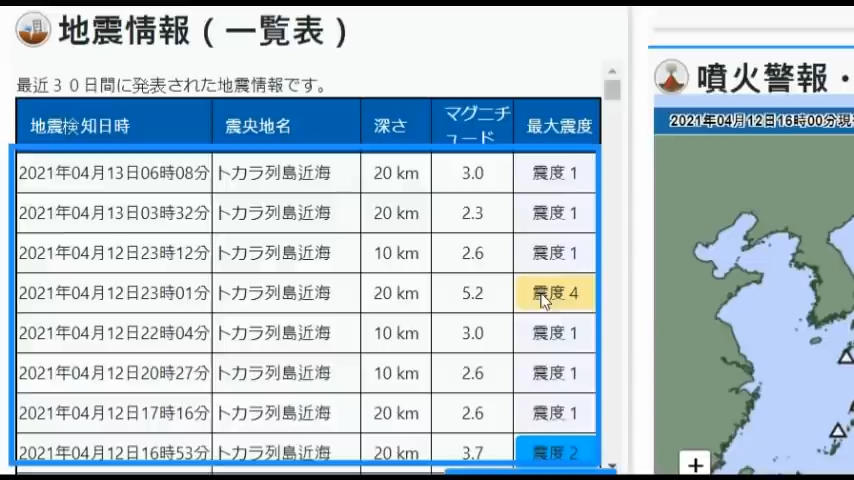 地震情報（一覧表）
最近３０日間に発表された地震情報です。
地震検知日時 震央地名 深さ マグニチュード 最大震度
2021年04月13日06時08分 トカラ列島近海 20 km 3.0 震度１
2021年04月13日03時32分 トカラ列島近海 20 km 2.3 震度１
2021年04月12日23時12分 トカラ列島近海 10 km 2.6 震度１
2021年04月12日23時01分 トカラ列島近海 20 km 5.2 震度４
2021年04月12日22時04分 トカラ列島近海 10 km 3.0 震度１
2021年04月12日20時27分 トカラ列島近海 10 km 2.6 震度１
2021年04月12日17時16分 トカラ列島近海 20 km 2.6 震度１
2021年04月12日16時53分 トカラ列島近海 20 km 3.7 震度２
噴火警報・
2021年04月12日16時00分現
+